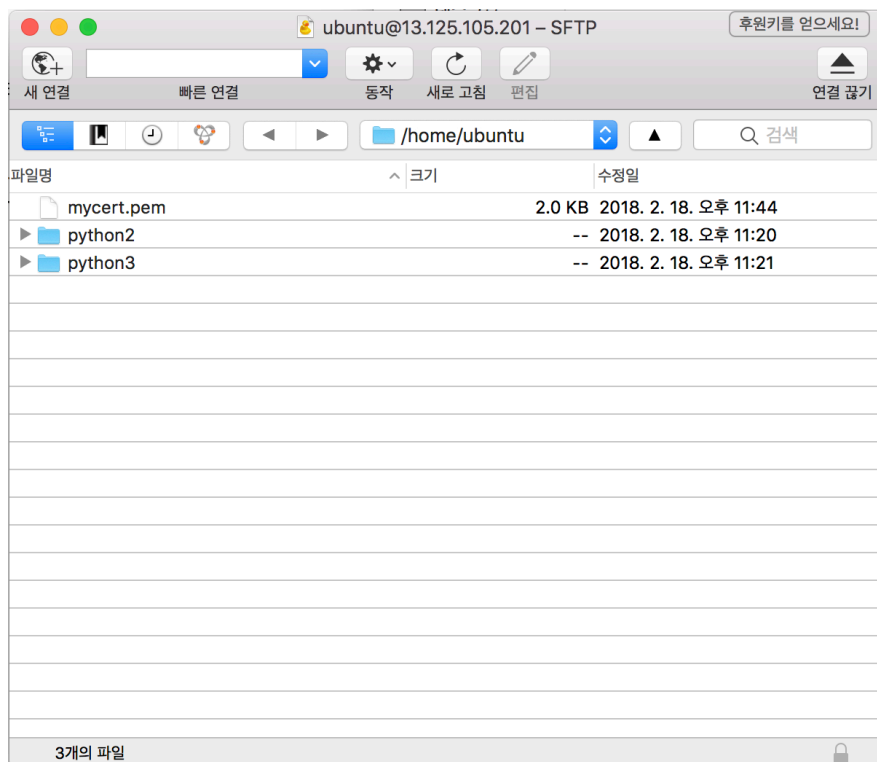 ubuntu@13.125.105.201 – SFTP
후원키를 얻으세요!
새 연결
빠른 연결
동작
새로 고침
편집
연결 끊기
/home/ubuntu
검색
파일명
크기
수정일
mycert.pem 2.0 KB 2018. 2. 18. 오후 11:44
python2 -- 2018. 2. 18. 오후 11:20
python3 -- 2018. 2. 18. 오후 11:21
3개의 파일